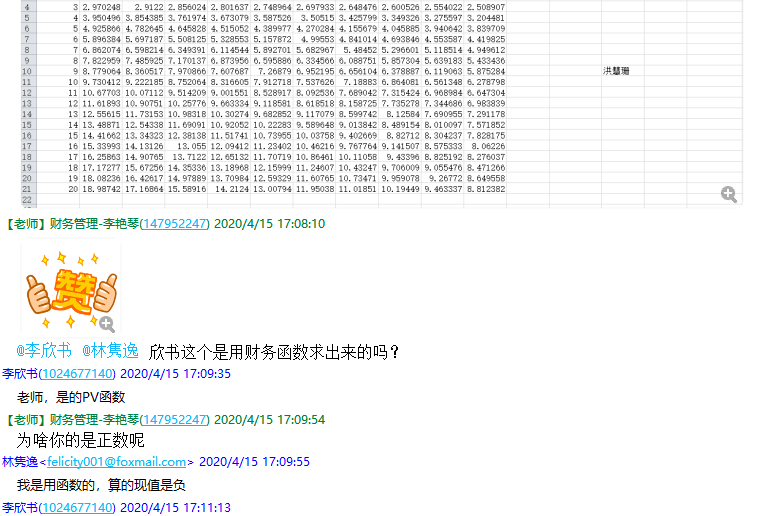 4 3 2.970248 2.9122 2.856024 2.801637 2.748964 2.697933 2.648476 2.600526 2.554022 2.508907
5 4 3.950496 3.854385 3.761974 3.673079 3.587526 3.50515 3.425799 3.349326 3.275597 3.204481
6 5 4.925866 4.782645 4.645828 4.515052 4.389977 4.270284 4.155679 4.045885 3.940642 3.839709
7 6 5.896384 5.697187 5.508125 5.328553 5.157872 4.99553 4.841014 4.693846 4.553587 4.419825
8 7 6.862074 6.598214 6.349391 6.114544 5.892701 5.682967 5.48452 5.296601 5.118514 4.949612
9 8 7.822959 7.485925 7.170137 6.873956 6.595886 6.334566 6.088751 5.857304 5.639183 5.433436
10 9 8.779064 8.360517 7.970866 7.607687 7.26879 6.952195 6.656104 6.378887 6.119063 5.875284 洪慧珊
11 10 9.730412 9.222185 8.752064 8.316605 7.912718 7.537626 7.18883 6.864081 6.561348 6.278798
12 11 10.67703 10.07112 9.514209 9.001551 8.528917 8.092536 7.689042 7.315424 6.968984 6.647304
13 12 11.61893 10.90751 10.25776 9.663334 9.118581 8.618518 8.158725 7.735278 7.344686 6.983839
14 13 12.55615 11.73153 10.98318 10.30274 9.682852 9.117079 8.599742 8.12584 7.690955 7.291178
15 14 13.48871 12.54338 11.69091 10.92052 10.22283 9.589648 9.013842 8.489154 8.010097 7.571852
16 15 14.41662 13.34323 12.38138 11.51741 10.73955 10.03758 9.402669 8.82712 8.304237 7.828175
17 16 15.33993 14.13126 13.055 12.09412 11.23402 10.46216 9.767764 9.141507 8.575333 8.06226
18 17 16.25863 14.90765 13.7122 12.65132 11.70719 10.86461 10.11058 9.43396 8.825192 8.276037
19 18 17.17277 15.67256 14.35336 13.18968 12.15999 11.24607 10.43247 9.706009 9.055476 8.471266
20 19 18.08236 16.42617 14.97889 13.70984 12.59329 11.60765 10.73471 9.959078 9.26772 8.649558
21 20 18.98742 17.16864 15.58916 14.2124 13.00794 11.95038 11.01851 10.19449 9.463337 8.812382
22
【老师】财务管理-李艳琴(147952247) 2020/4/15 17:08:10
赞
@李欣书 @林隽逸 欣书这个是用财务函数求出来的吗？
李欣书(1024677140) 2020/4/15 17:09:35
老师，是的PV函数
【老师】财务管理-李艳琴(147952247) 2020/4/15 17:09:54
为啥你的是正数呢
林隽逸<felicity001@foxmail.com> 2020/4/15 17:09:55
我是用函数的，算的现值是负
李欣书(1024677140) 2020/4/15 17:11:13